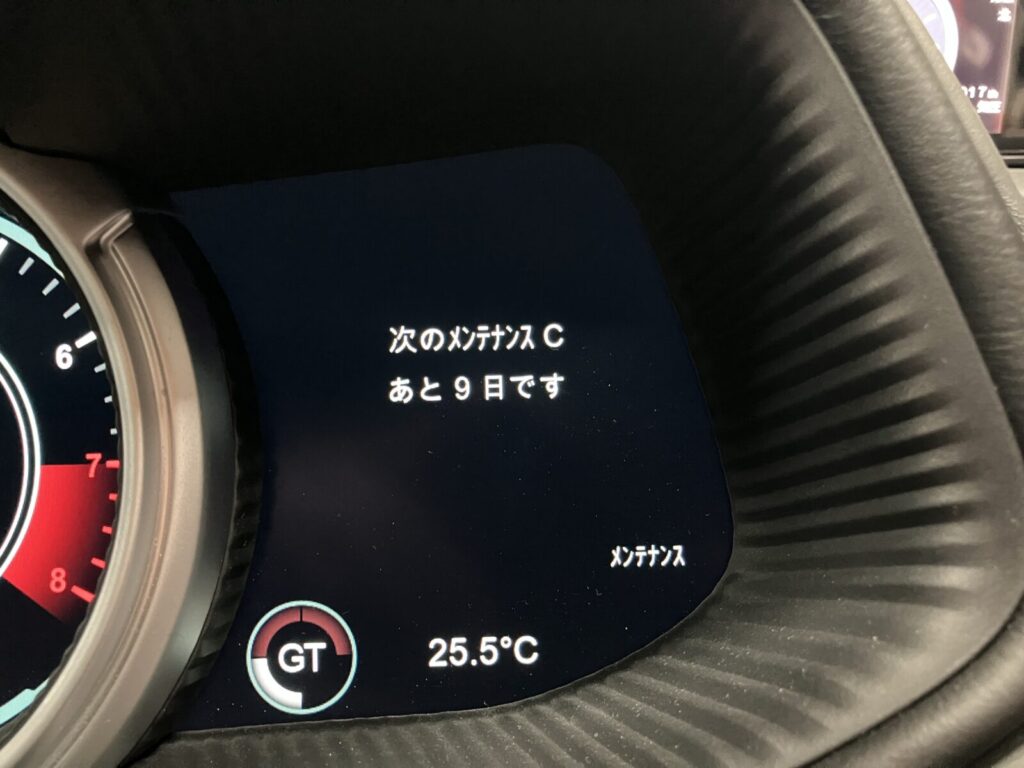 6
7
8
次のﾒﾝﾃﾅﾝｽ C
あと 9 日です
ﾒﾝﾃﾅﾝｽ
GT
25.5°C